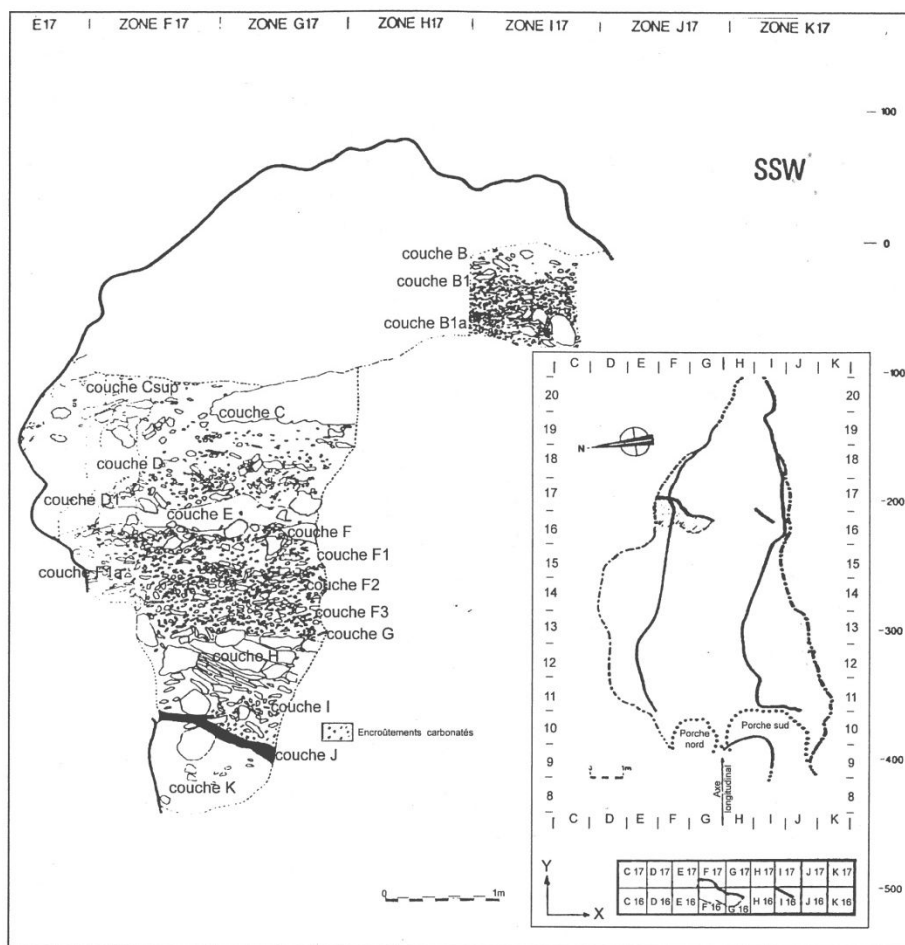 E17 ZONE F17 ZONE G17 ZONE H17 ZONE I17 ZONE J17 ZONE K17
100
SSW
0
couche B
couche B1
couche B1a
-100
couche Csup
couche C
couche D
couche D1
couche E
-200
couche F
couche F1
couche F1a
couche F2
couche F3
couche G
-300
couche H
couche I
Encroûtements carbonatés
couche J
couche K
-400
0 1m
-500
C D E F G H I J K
20 20
19 19
N
18 18
17 17
16 16
15 15
14 14
13 13
12 12
11 11
10 10
Porche nord
Porche sud
9 9
1m
8 8
Axe longitudinal
C D E F G H I J K
Y
X
C 17 D 17 E 17 F 17 G 17 H 17 I 17 J 17 K 17
C 16 D 16 E 16 F 16 G 16 H 16 I 16 J 16 K 16